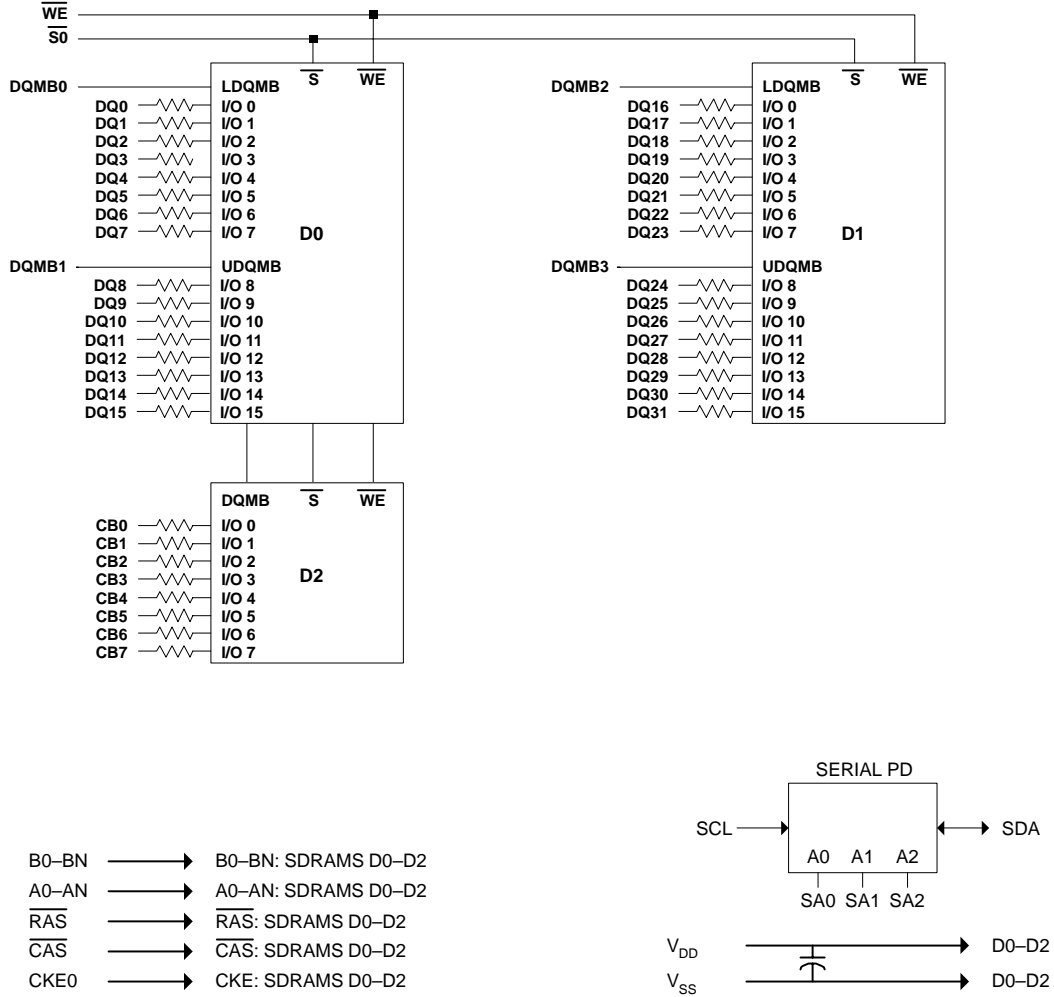 WE
S0
S WE
DQMB0 LDQMB
DQ0 I/O 0
DQ1 I/O 1
DQ2 I/O 2
DQ3 I/O 3
DQ4 I/O 4
DQ5 I/O 5
DQ6 I/O 6
DQ7 I/O 7
D0
DQMB1 UDQMB
DQ8 I/O 8
DQ9 I/O 9
DQ10 I/O 10
DQ11 I/O 11
DQ12 I/O 12
DQ13 I/O 13
DQ14 I/O 14
DQ15 I/O 15
S WE
DQMB2 LDQMB
DQ16 I/O 0
DQ17 I/O 1
DQ18 I/O 2
DQ19 I/O 3
DQ20 I/O 4
DQ21 I/O 5
DQ22 I/O 6
DQ23 I/O 7
D1
DQMB3 UDQMB
DQ24 I/O 8
DQ25 I/O 9
DQ26 I/O 10
DQ27 I/O 11
DQ28 I/O 12
DQ29 I/O 13
DQ30 I/O 14
DQ31 I/O 15
DQMB S WE
CB0 I/O 0
CB1 I/O 1
CB2 I/O 2
CB3 I/O 3
CB4 I/O 4
CB5 I/O 5
CB6 I/O 6
CB7 I/O 7
D2
SERIAL PD
SCL SDA
A0 A1 A2
SA0 SA1 SA2
B0–BN B0–BN: SDRAMS D0–D2
A0–AN A0–AN: SDRAMS D0–D2
RAS RAS: SDRAMS D0–D2
CAS CAS: SDRAMS D0–D2
CKE0 CKE: SDRAMS D0–D2
VDD D0–D2
VSS D0–D2